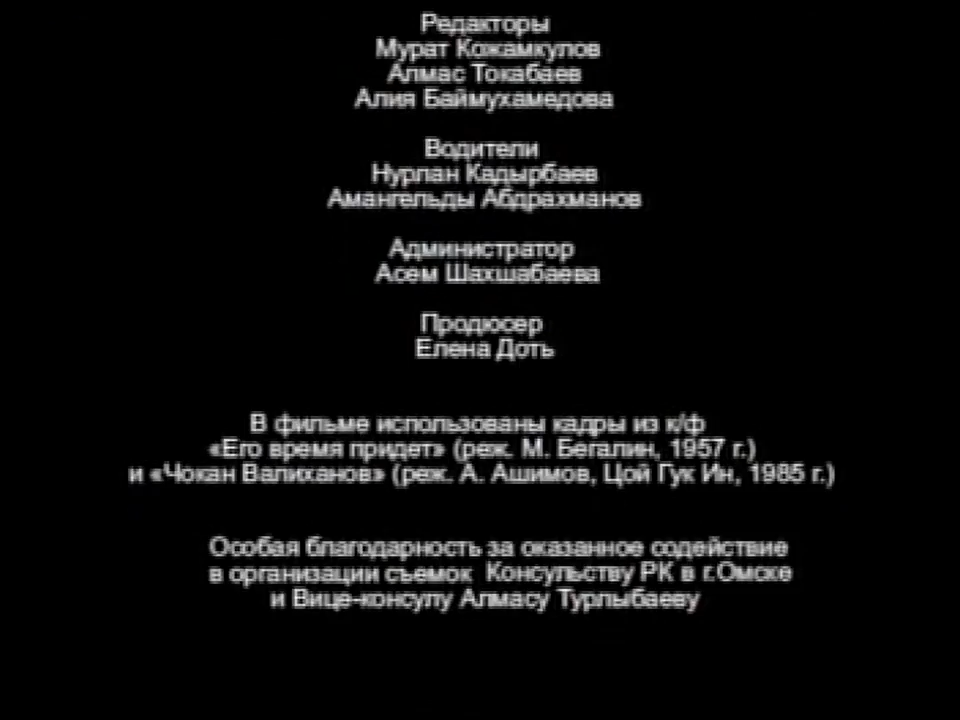 Редакторы
Мурат Кожамкулов
Алмас Токабаев
Алия Баймухамедова
Водители
Нурлан Кадырбаев
Амангельды Абдрахманов
Администратор
Асем Шахшабаева
Продюсер
Елена Доть
В фильме использованы кадры из к/ф
«Его время придет» (реж. М. Бегалин, 1957 г.)
и «Чокан Валиханов» (реж. А. Ашимов, Цой Гук Ин, 1985 г.)
Особая благодарность за оказанное содействие
в организации съемок Консульству РК в г.Омске
и Вице-консулу Алмасу Турлыбаеву